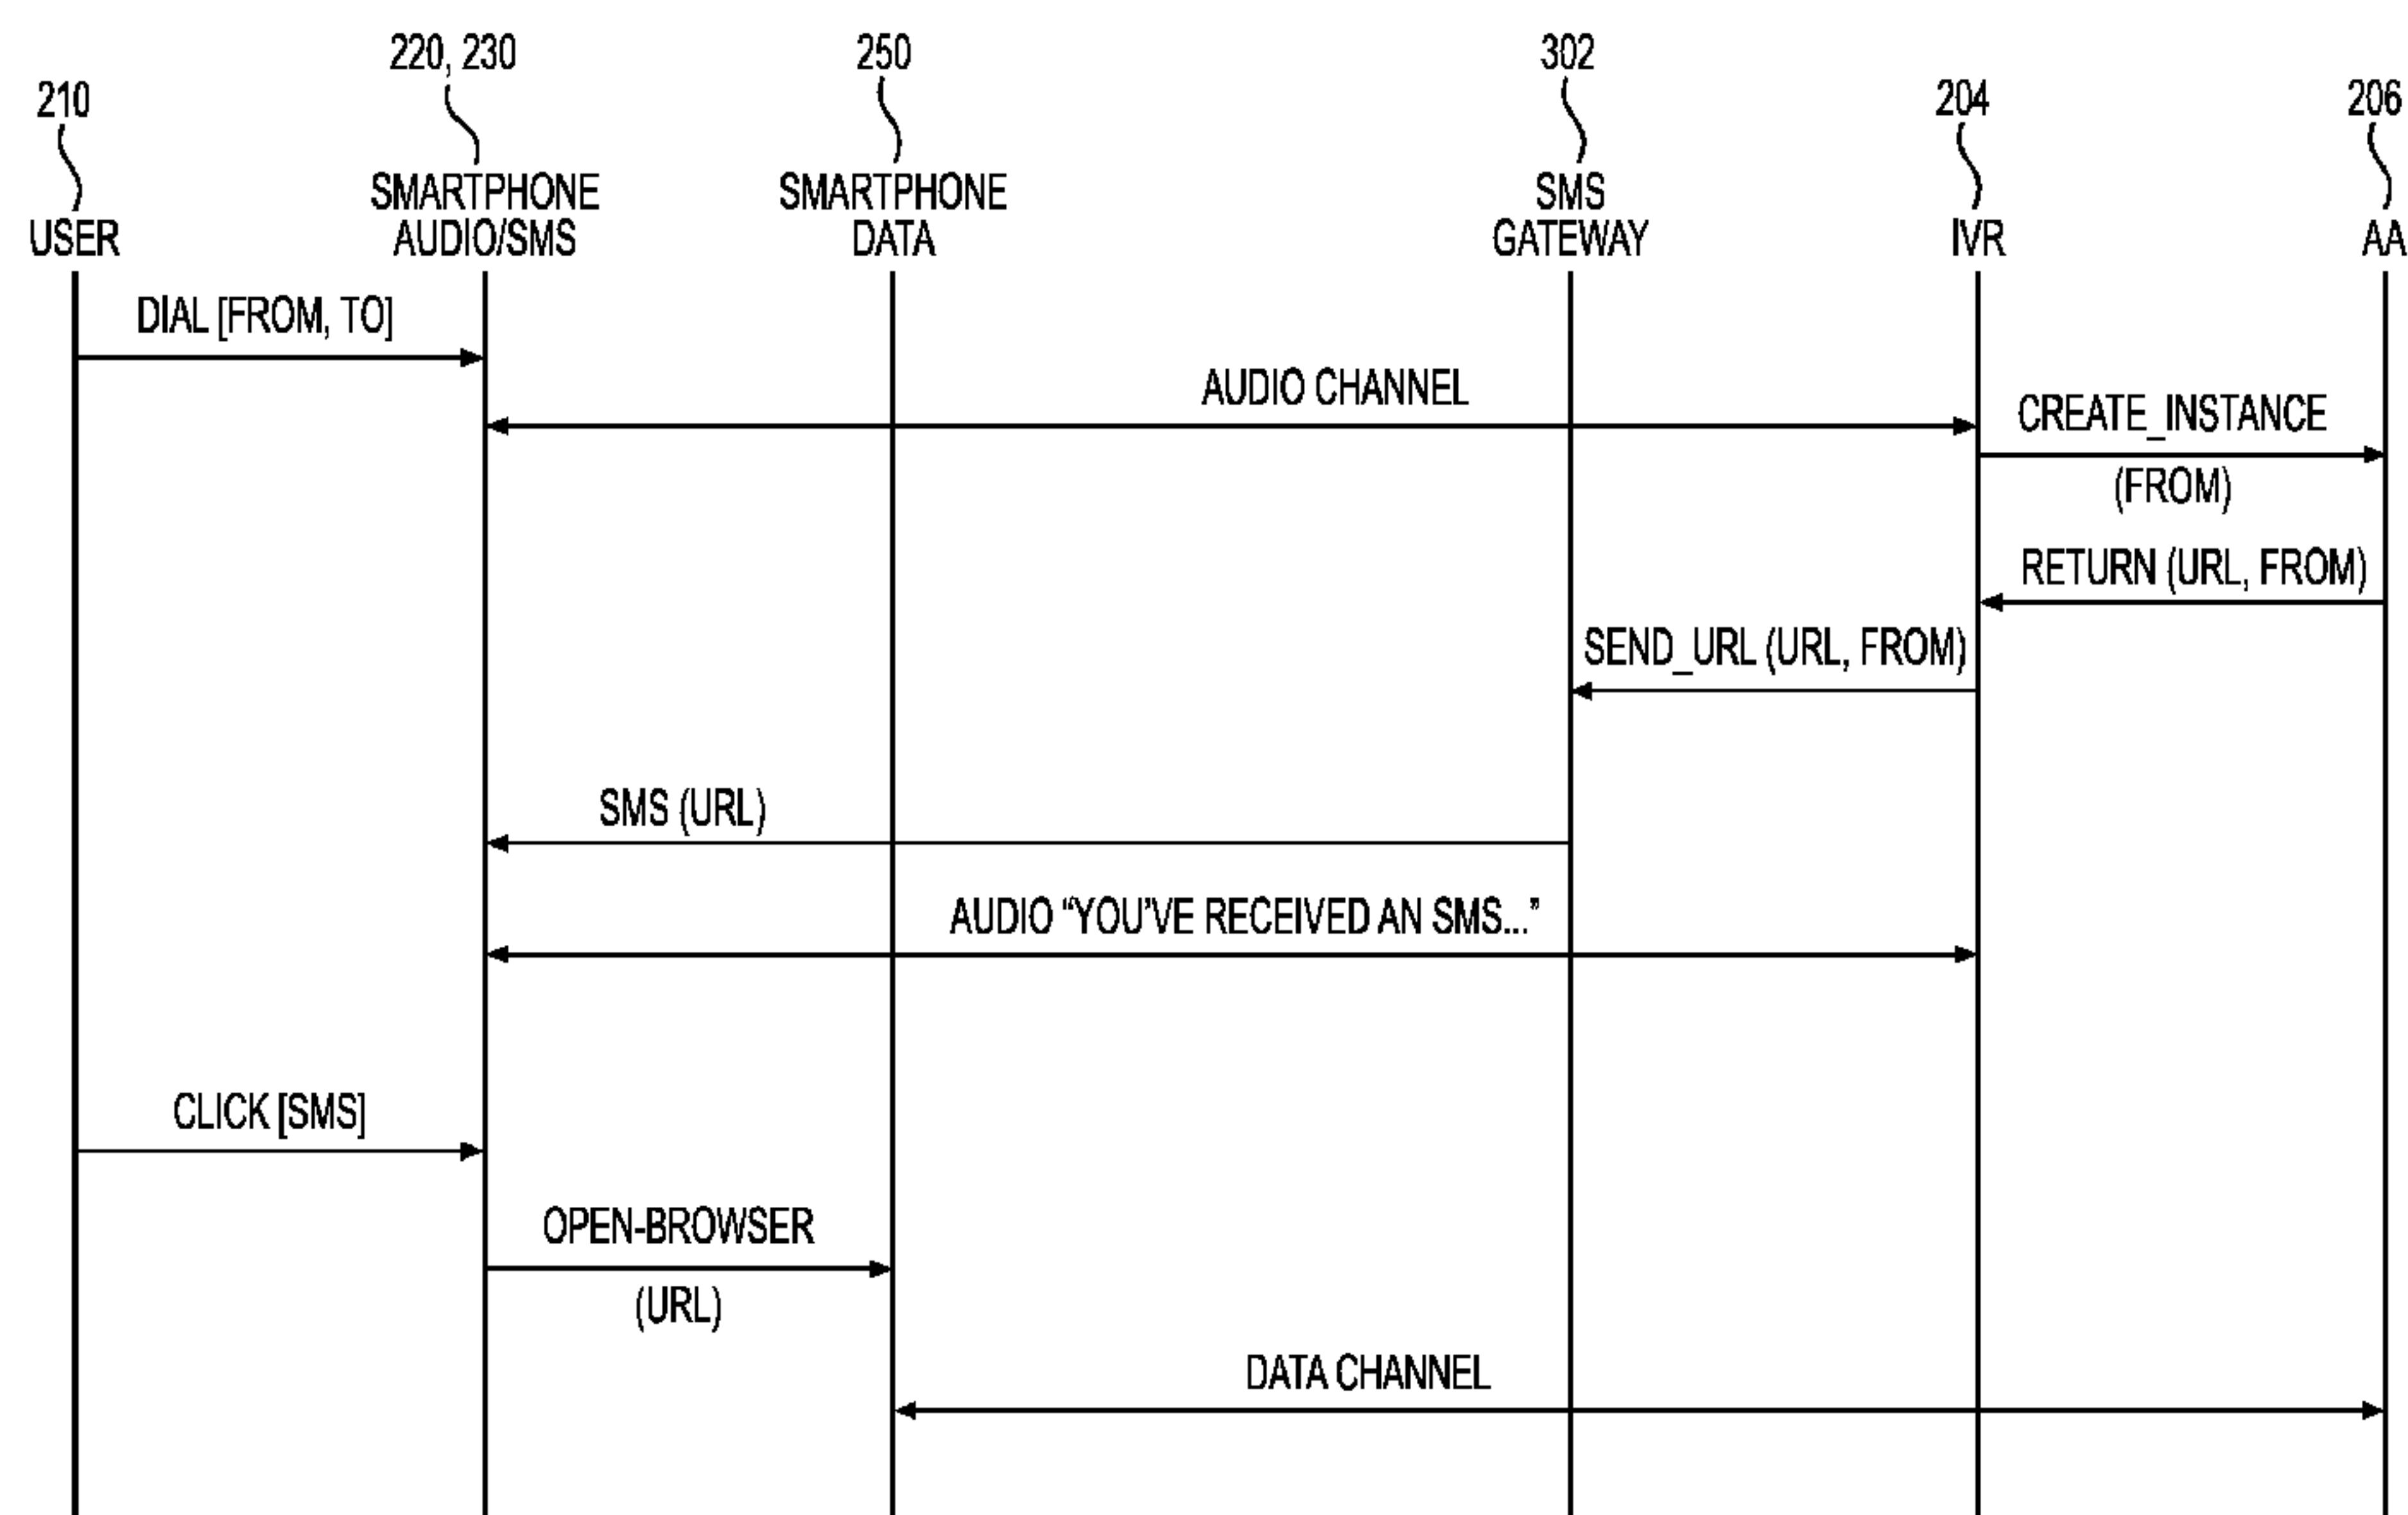 220, 230
250
302
210
204
206
SMARTPHONE
AUDIO/SMS
SMARTPHONE
DATA
SMS
GATEWAY
USER
IVR
AA
DIAL [FROM, TO]
AUDIO CHANNEL
CREATE_INSTANCE
(FROM)
RETURN (URL, FROM)
SEND_URL (URL, FROM)
SMS (URL)
AUDIO “YOU’VE RECEIVED AN SMS...”
CLICK [SMS]
OPEN-BROWSER
(URL)
DATA CHANNEL